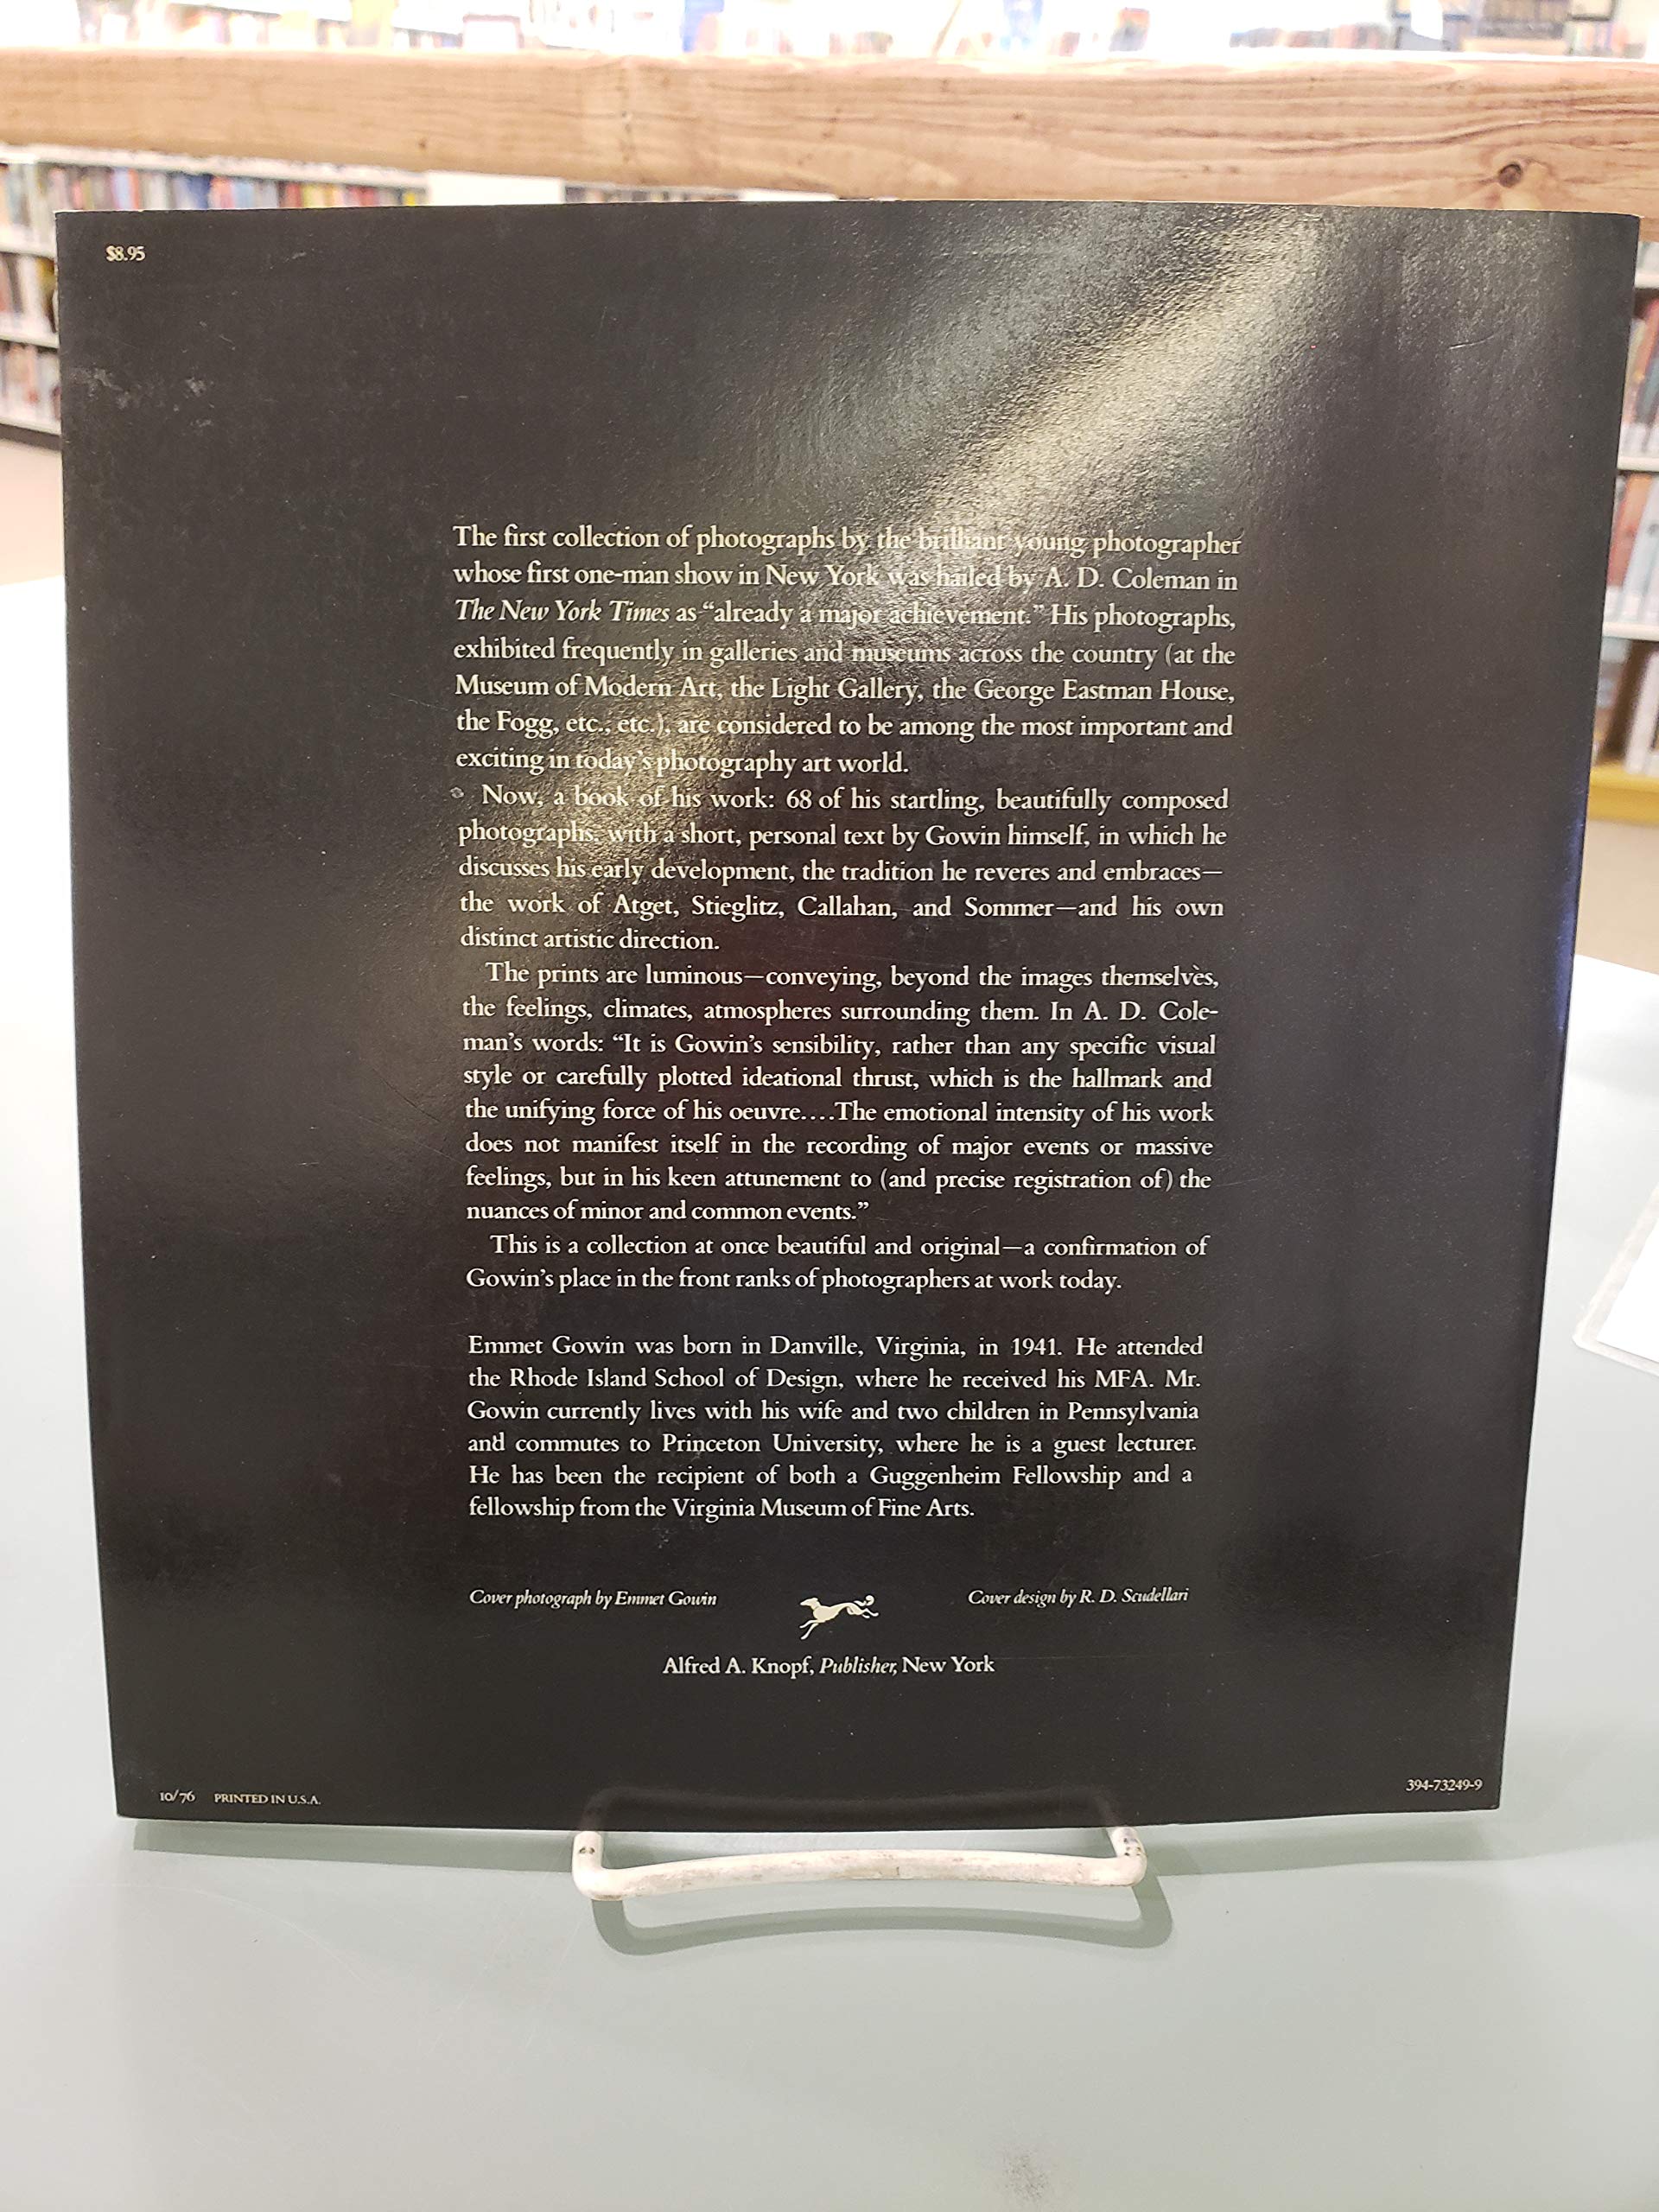 $8.95
The first collection of photographs by the brilliant young photographer
whose first one-man show in New York was hailed by A. D. Coleman in
The New York Times as “already a major achievement.” His photographs,
exhibited frequently in galleries and museums across the country (at the
Museum of Modern Art, the Light Gallery, the George Eastman House,
the Fogg, etc., etc.), are considered to be among the most important and
exciting in today’s photography art world.
Now, a book of his work: 68 of his startling, beautifully composed
photographs, with a short, personal text by Gowin himself, in which he
discusses his early development, the tradition he reveres and embraces—
the work of Atget, Stieglitz, Callahan, and Sommer—and his own
distinct artistic direction.
The prints are luminous—conveying, beyond the images themselves,
the feelings, climates, atmospheres surrounding them. In A. D. Cole-
man’s words: “It is Gowin’s sensibility, rather than any specific visual
style or carefully plotted ideational thrust, which is the hallmark and
the unifying force of his oeuvre....The emotional intensity of his work
does not manifest itself in the recording of major events or massive
feelings, but in his keen attunement to (and precise registration of) the
nuances of minor and common events.”
This is a collection at once beautiful and original—a confirmation of
Gowin’s place in the front ranks of photographers at work today.
Emmet Gowin was born in Danville, Virginia, in 1941. He attended
the Rhode Island School of Design, where he received his MFA. Mr.
Gowin currently lives with his wife and two children in Pennsylvania
and commutes to Princeton University, where he is a guest lecturer.
He has been the recipient of both a Guggenheim Fellowship and a
fellowship from the Virginia Museum of Fine Arts.
Cover photograph by Emmet Gowin
Cover design by R. D. Scudellari
Alfred A. Knopf, Publisher, New York
10/76 PRINTED IN U.S.A.
394-73249-9